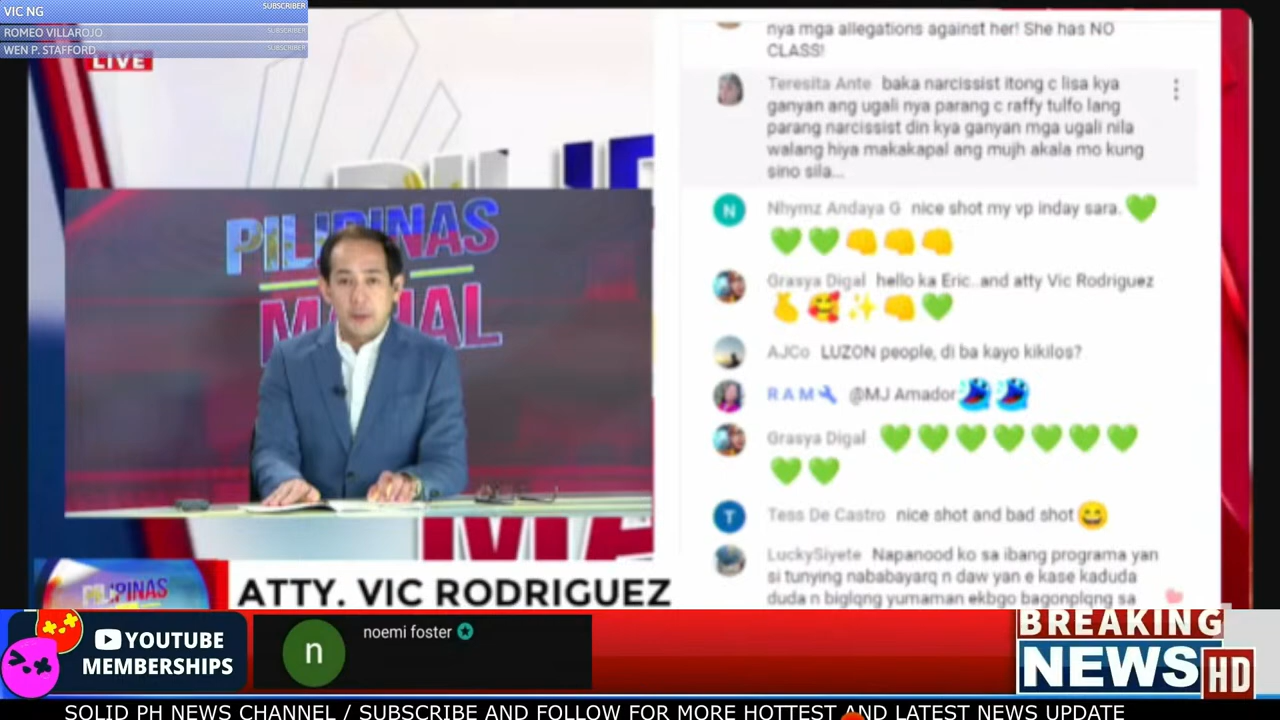 VIC NG
SUBSCRIBER
ROMEO VILLAROJO
SUBSCRIBER
WEN P. STAFFORD
SUBSCRIBER
LIVE
PILIPINAS
MAHAL
nya mga allegations against her! She has NO
CLASS!
Teresita Ante baka narcissist itong c lisa kya
ganyan ang ugali nya parang c raffy tulfo lang
parang narcissist din kya ganyan mga ugali nila
walang hiya makakapal ang mujh akala mo kung
sino sila...
N
Nhymz Andaya G nice shot my vp inday sara. 💚
💚💚👊👊👊
Grasya Digal hello ka Eric..and atty Vic Rodriguez
🫰🥰✨👊💚
AJCo LUZON people, di ba kayo kikilos?
R A M🔧 @MJ Amador
Grasya Digal 💚💚💚💚💚💚💚
💚💚
T
Tess De Castro nice shot and bad shot 😄
LuckySiyete Napanood ko sa ibang programa yan
si tunying nababayarq n daw yan e kase kaduda
duda n biglqng yumaman ekbgo bagonplqng sa
MA
PILIPINAS
ATTY. VIC RODRIGUEZ
YOUTUBE
MEMBERSHIPS
n
noemi foster
BREAKING
NEWS HD
SOLID PH NEWS CHANNEL / SUBSCRIBE AND FOLLOW FOR MORE HOTTEST AND LATEST NEWS UPDATE